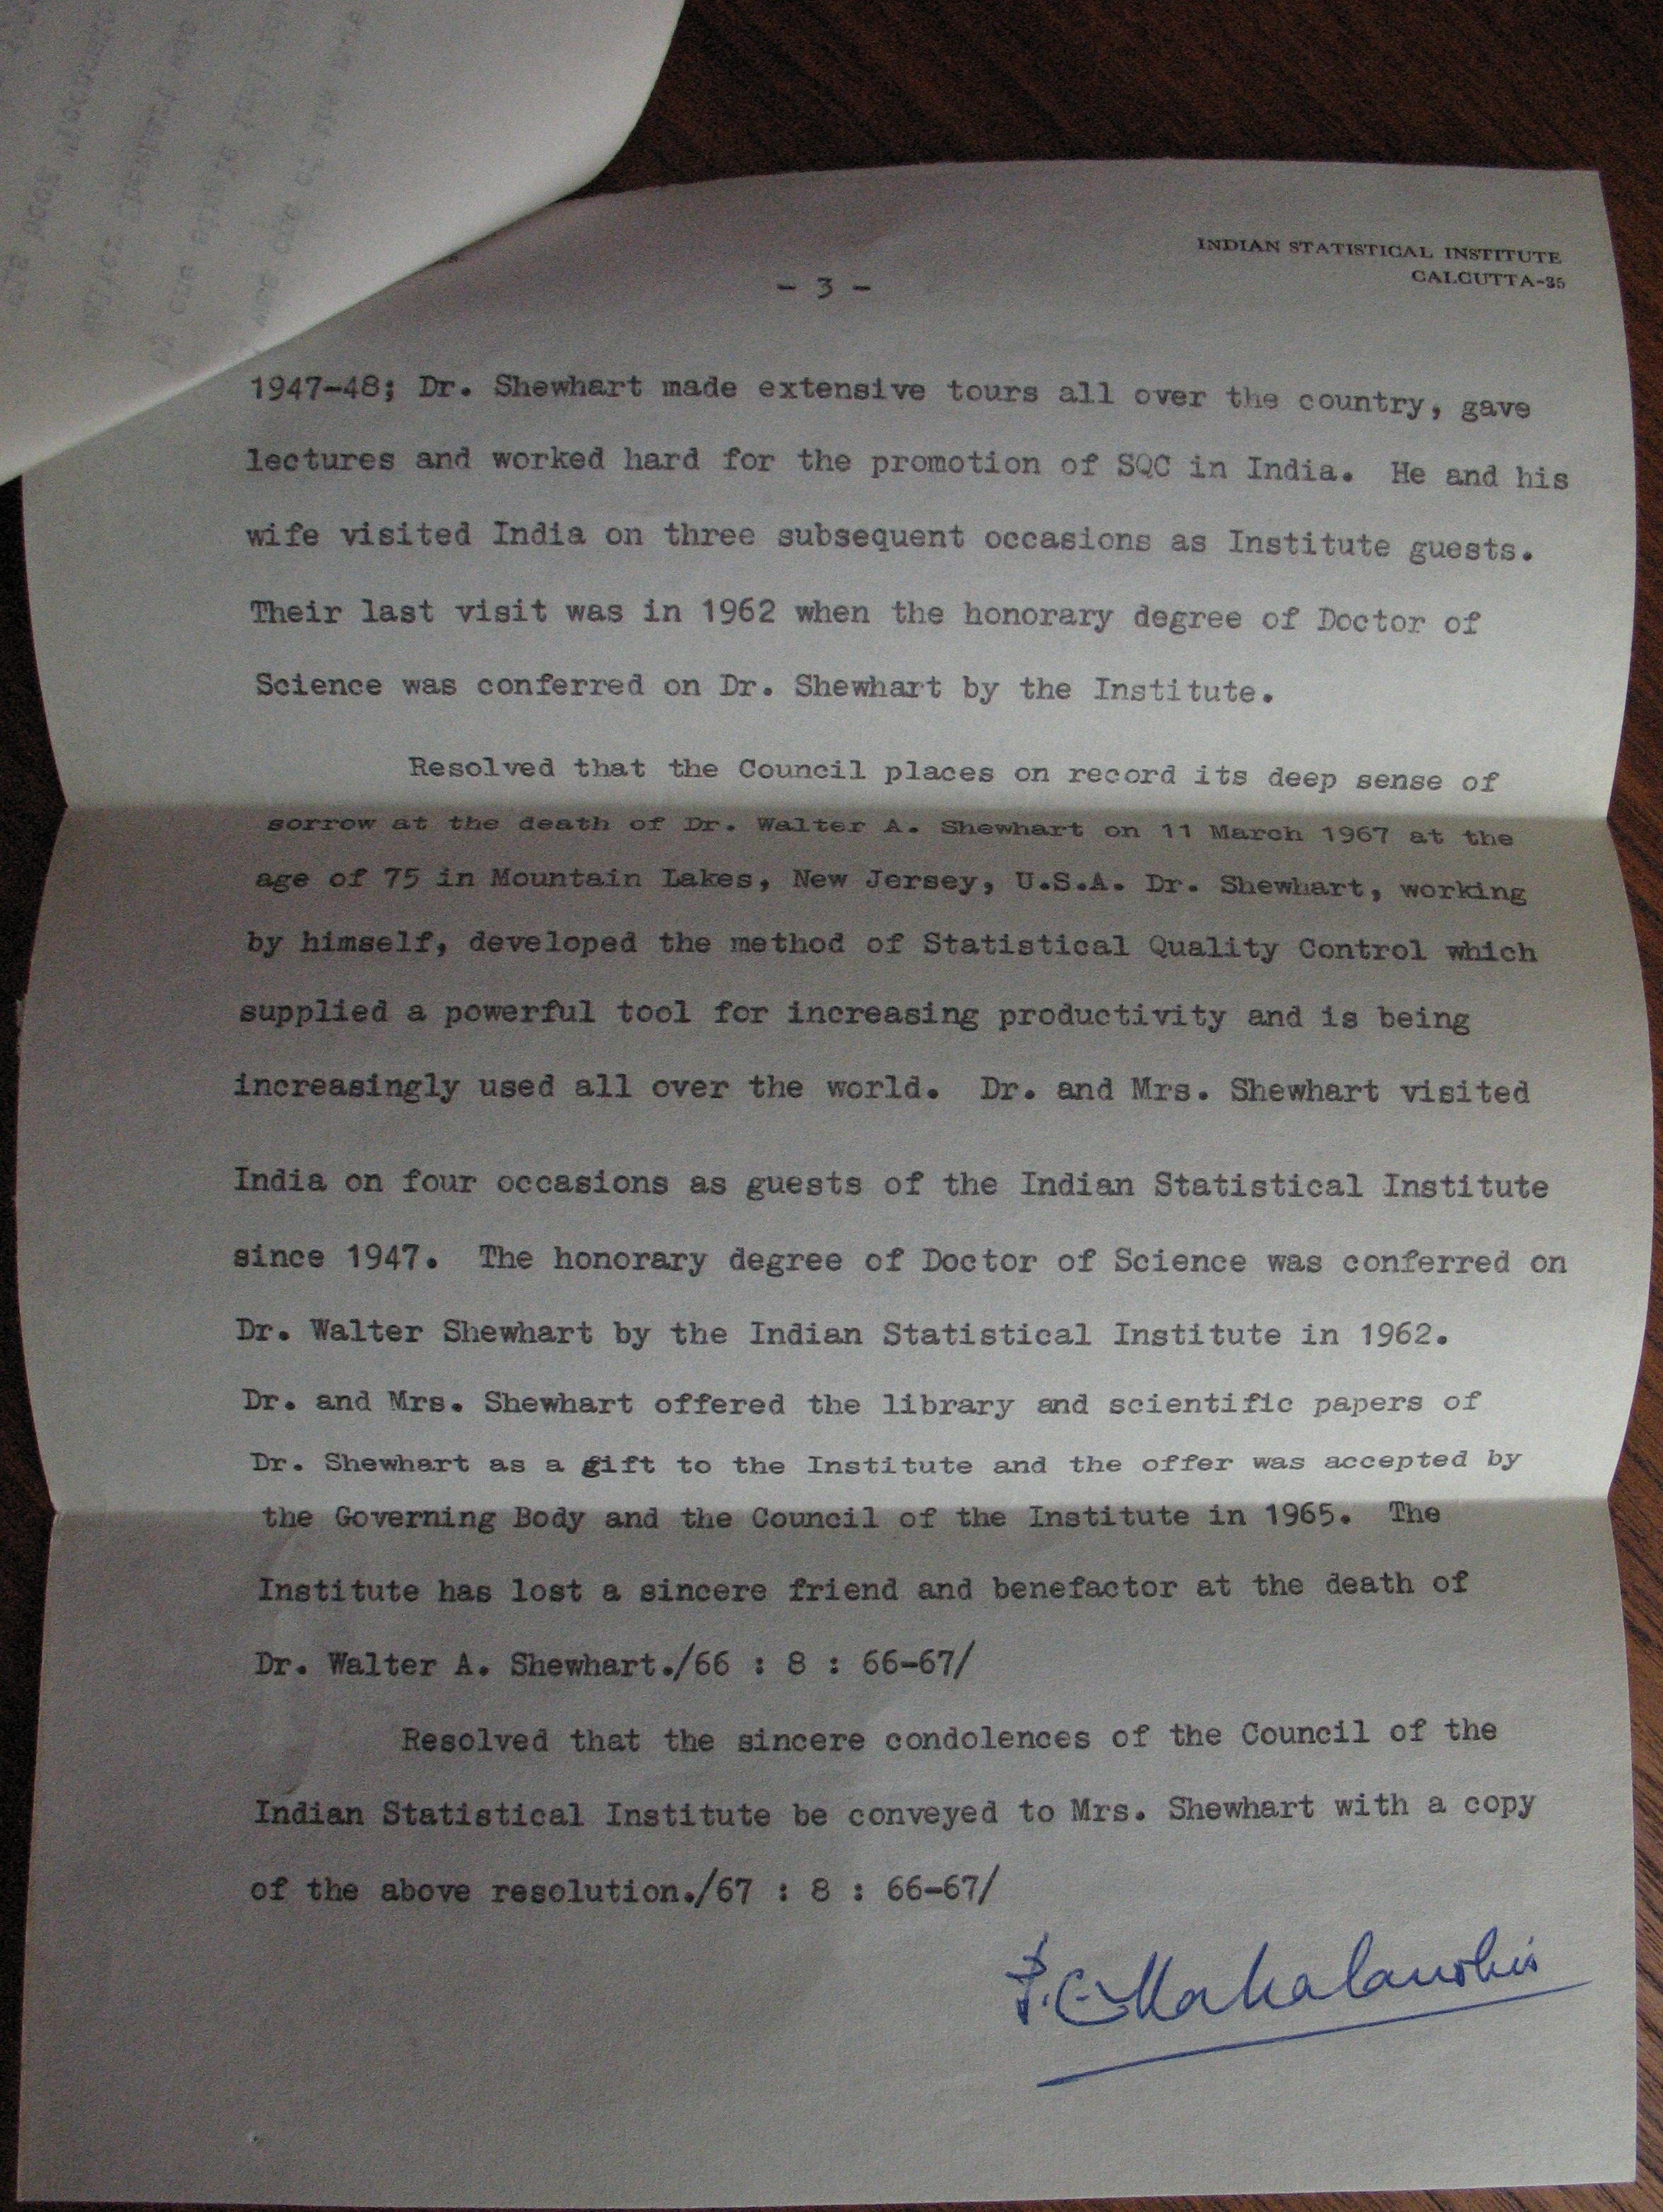 INDIAN STATISTICAL INSTITUTE
CALCUTTA-35
- 3 -
1947-48; Dr. Shewhart made extensive tours all over the country, gave
lectures and worked hard for the promotion of SQC in India. He and his
wife visited India on three subsequent occasions as Institute guests.
Their last visit was in 1962 when the honorary degree of Doctor of
Science was conferred on Dr. Shewhart by the Institute.
Resolved that the Council places on record its deep sense of
sorrow at the death of Dr. Walter A. Shewhart on 11 March 1967 at the
age of 75 in Mountain Lakes, New Jersey, U.S.A. Dr. Shewhart, working
by himself, developed the method of Statistical Quality Control which
supplied a powerful tool for increasing productivity and is being
increasingly used all over the world. Dr. and Mrs. Shewhart visited
India on four occasions as guests of the Indian Statistical Institute
since 1947. The honorary degree of Doctor of Science was conferred on
Dr. Walter Shewhart by the Indian Statistical Institute in 1962.
Dr. and Mrs. Shewhart offered the library and scientific papers of
Dr. Shewhart as a gift to the Institute and the offer was accepted by
the Governing Body and the Council of the Institute in 1965. The
Institute has lost a sincere friend and benefactor at the death of
Dr. Walter A. Shewhart./66 : 8 : 66-67/
Resolved that the sincere condolences of the Council of the
Indian Statistical Institute be conveyed to Mrs. Shewhart with a copy
of the above resolution./67 : 8 : 66-67/
P.C. Mahalanobis